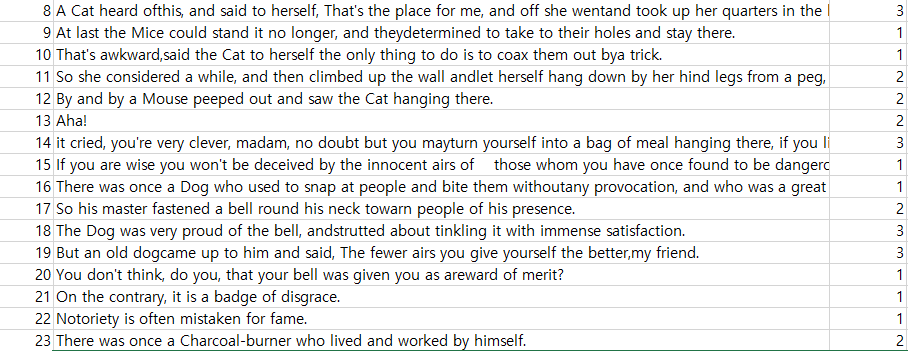 8 A Cat heard ofthis, and said to herself, That's the place for me, and off she wentand took up her quarters in the 3
9 At last the Mice could stand it no longer, and theydetermined to take to their holes and stay there. 1
10 That's awkward,said the Cat to herself the only thing to do is to coax them out bya trick. 1
11 So she considered a while, and then climbed up the wall andlet herself hang down by her hind legs from a peg, 2
12 By and by a Mouse peeped out and saw the Cat hanging there. 2
13 Aha! 2
14 it cried, you're very clever, madam, no doubt but you mayturn yourself into a bag of meal hanging there, if you 3
15 If you are wise you won't be deceived by the innocent airs of those whom you have once found to be 1
16 There was once a Dog who used to snap at people and bite them withoutany provocation, and who was a great 1
17 So his master fastened a bell round his neck towarn people of his presence. 2
18 The Dog was very proud of the bell, andstrutted about tinkling it with immense satisfaction. 3
19 But an old dogcame up to him and said, The fewer airs you give yourself the better,my friend. 3
20 You don't think, do you, that your bell was given you as areward of merit? 1
21 On the contrary, it is a badge of disgrace. 1
22 Notoriety is often mistaken for fame. 1
23 There was once a Charcoal-burner who lived and worked by himself. 2